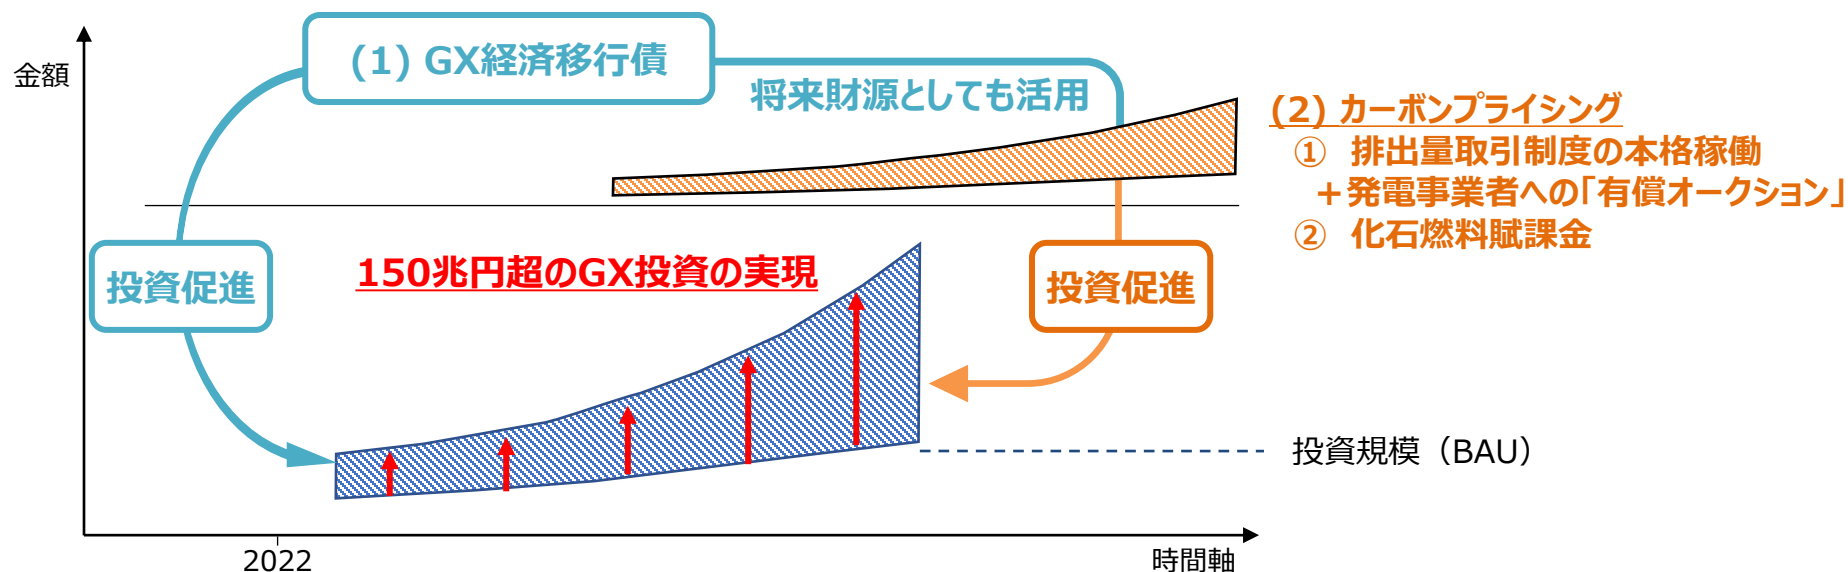 金額
(1) GX経済移行債
将来財源としても活用
(2) カーボンプライシング
① 排出量取引制度の本格稼働
＋発電事業者への「有償オークション」
② 化石燃料賦課金
投資促進
150兆円超のGX投資の実現
投資促進
投資規模（BAU）
2022
時間軸